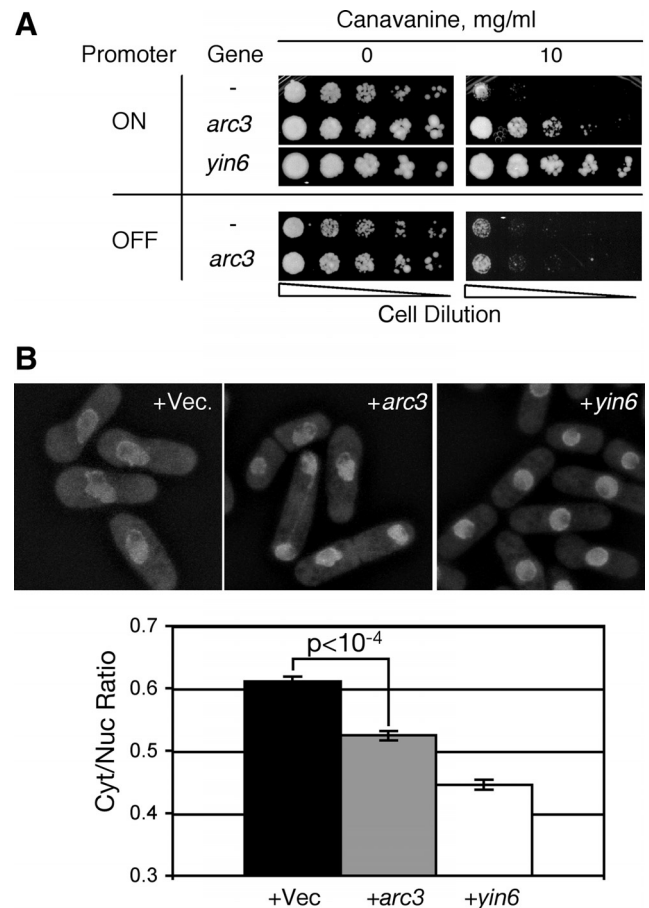 A
Canavanine, mg/ml
Promoter Gene 0 10
-
ON arc3
yin6
-
OFF
arc3
Cell Dilution
B
+Vec. +arc3 +yin6
0.7
p<10-4
0.6
0.5
0.4
0.3
Cyt/Nuc Ratio
+Vec +arc3 +yin6